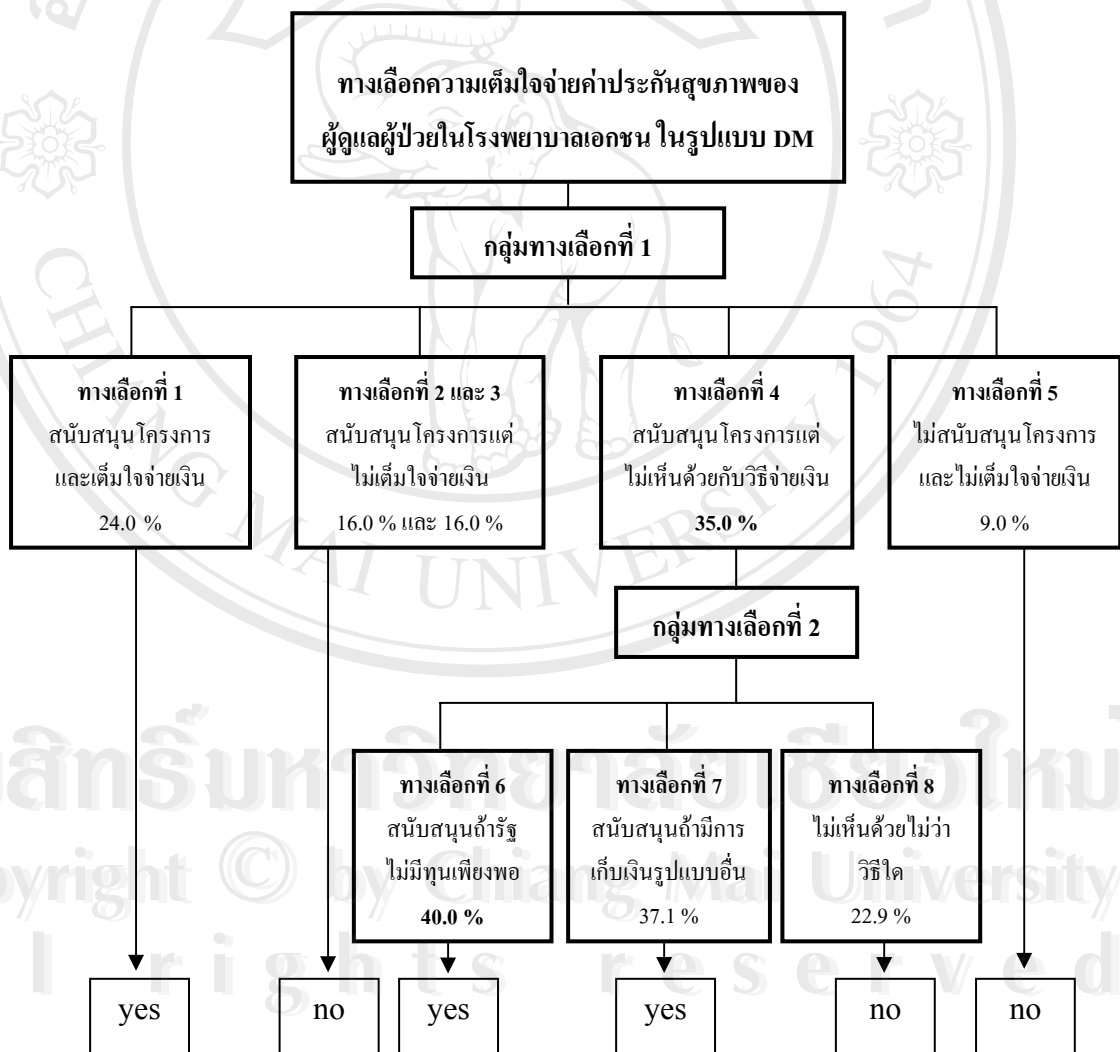 ทางเลือกความเต็มใจจ่ายค่าประกันสุขภาพของ
ผู้ดูแลผู้ป่วยในโรงพยาบาลเอกชน ในรูปแบบ DM
กลุ่มทางเลือกที่ 1
ทางเลือกที่ 1
สนับสนุนโครงการ
และเต็มใจจ่ายเงิน
24.0 %
ทางเลือกที่ 2 และ 3
สนับสนุนโครงการแต่
ไม่เต็มใจจ่ายเงิน
16.0 % และ 16.0 %
ทางเลือกที่ 4
สนับสนุนโครงการแต่
ไม่เห็นด้วยกับวิธีจ่ายเงิน
35.0 %
ทางเลือกที่ 5
ไม่สนับสนุนโครงการ
และไม่เต็มใจจ่ายเงิน
9.0 %
กลุ่มทางเลือกที่ 2
ทางเลือกที่ 6
สนับสนุนถ้ารัฐ
ไม่มีทุนเพียงพอ
40.0 %
ทางเลือกที่ 7
สนับสนุนถ้ามีการ
เก็บเงินรูปแบบอื่น
37.1 %
ทางเลือกที่ 8
ไม่เห็นด้วยไม่ว่า
วิธีใด
22.9 %
yes
no
yes
yes
no
no
CHIANG MAI UNIVERSITY 1964
by Chiang Mai University
rights reserved